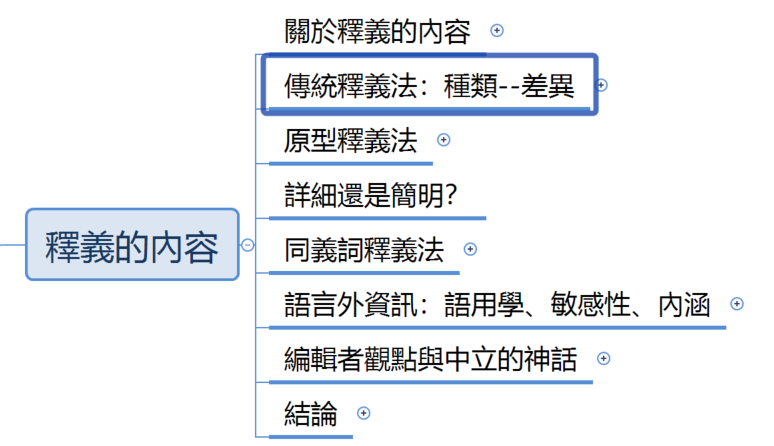 關於釋義的內容
傳統釋義法：種類--差異
原型釋義法
詳細還是簡明？
釋義的內容
同義詞釋義法
語言外資訊：語用學、敏感性、內涵
編輯者觀點與中立的神話
結論